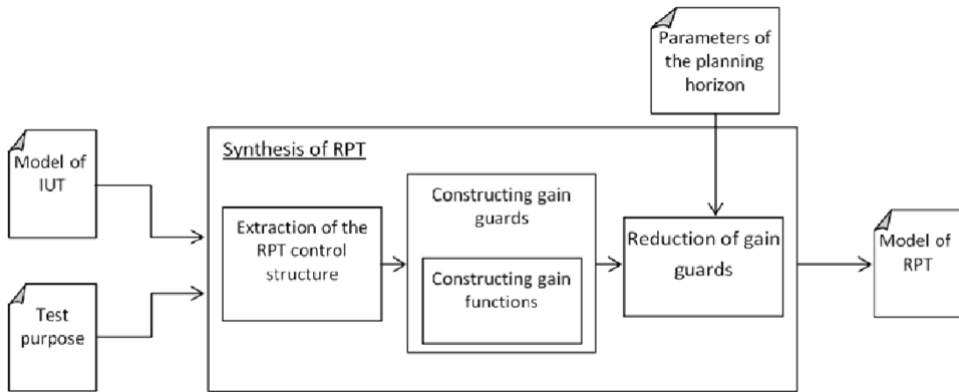 Parameters of
the planning
horizon
Synthesis of RPT
Model of
IUT
Test
purpose
Extraction of the
RPT control
structure
Constructing gain
guards
Constructing gain
functions
Reduction of gain
guards
Model of
RPT